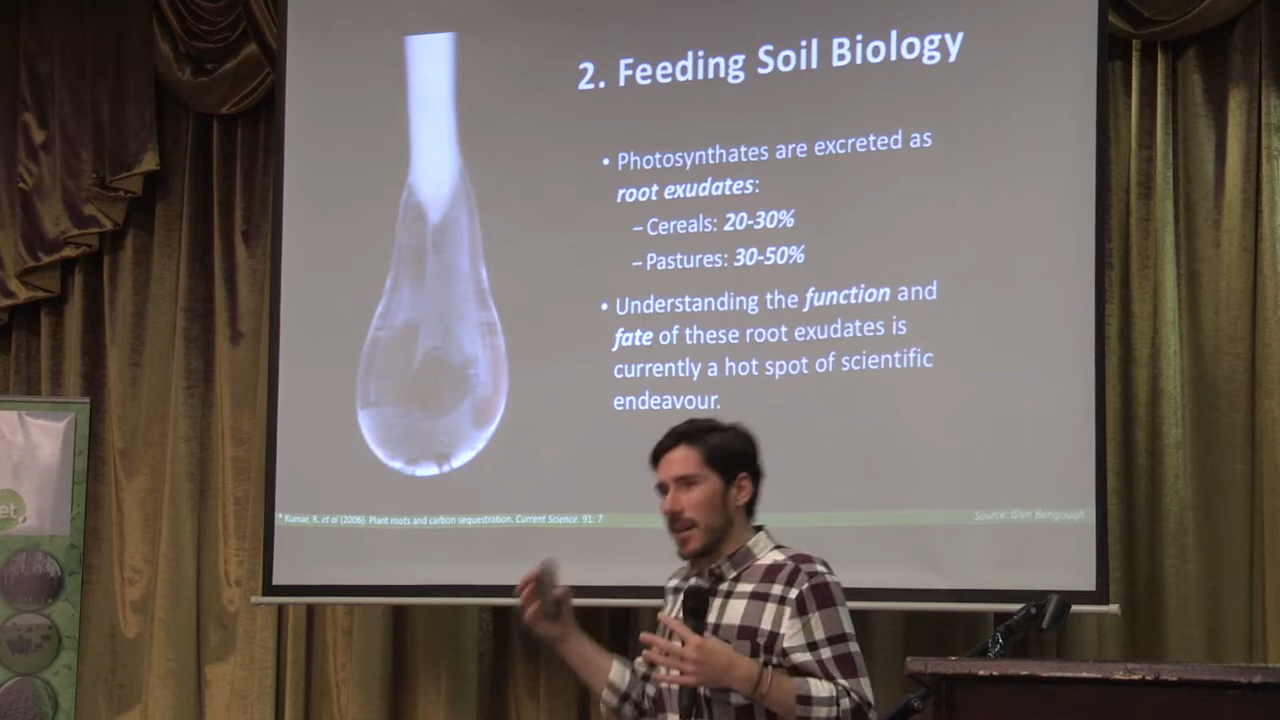 2. Feeding Soil Biology
• Photosynthates are excreted as
root exudates:
– Cereals: 20-30%
– Pastures: 30-50%
• Understanding the function and
fate of these root exudates is
currently a hot spot of scientific
endeavour.
* Kumar, R. et al (2006). Plant roots and carbon sequestration. Current Science. 91: 7
Source: Glyn Bengough
et.